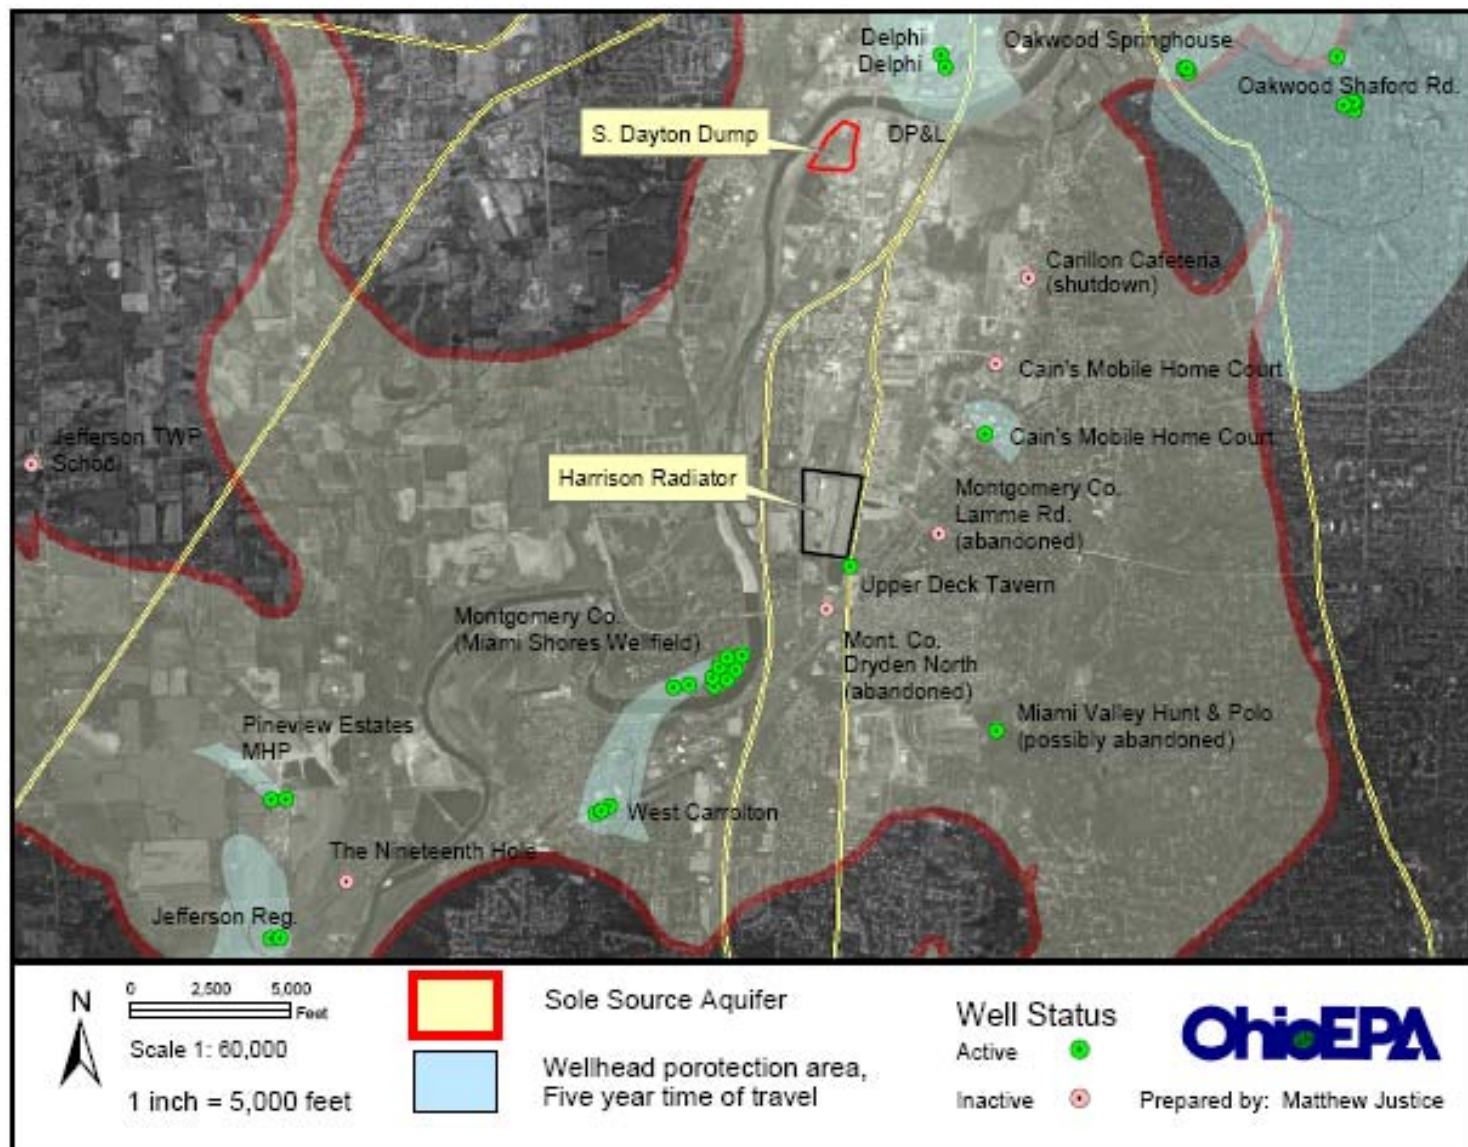 Delphi
Delphi
Oakwood Springhouse
Oakwood Shaford Rd.
S. Dayton Dump
DP&L
Carillon Cafeteria
(shutdown)
Cain's Mobile Home Court
Jefferson TWP
School
Cain's Mobile Home Court
Harrison Radiator
Montgomery Co.
Lamme Rd.
(abandoned)
Upper Deck Tavern
Montgomery Co.
(Miami Shores Wellfield)
Mont. Co.
Dryden North
(abandoned)
Miami Valley Hunt & Polo
(possibly abandoned)
Pineview Estates
MHP
West Carrolton
The Nineteenth Hole
Jefferson Reg.
N
0 2,500 5,000
Feet
Scale 1: 60,000
1 inch = 5,000 feet
Sole Source Aquifer
Wellhead porotection area,
Five year time of travel
Well Status
Active
Inactive
OhioEPA
Prepared by: Matthew Justice